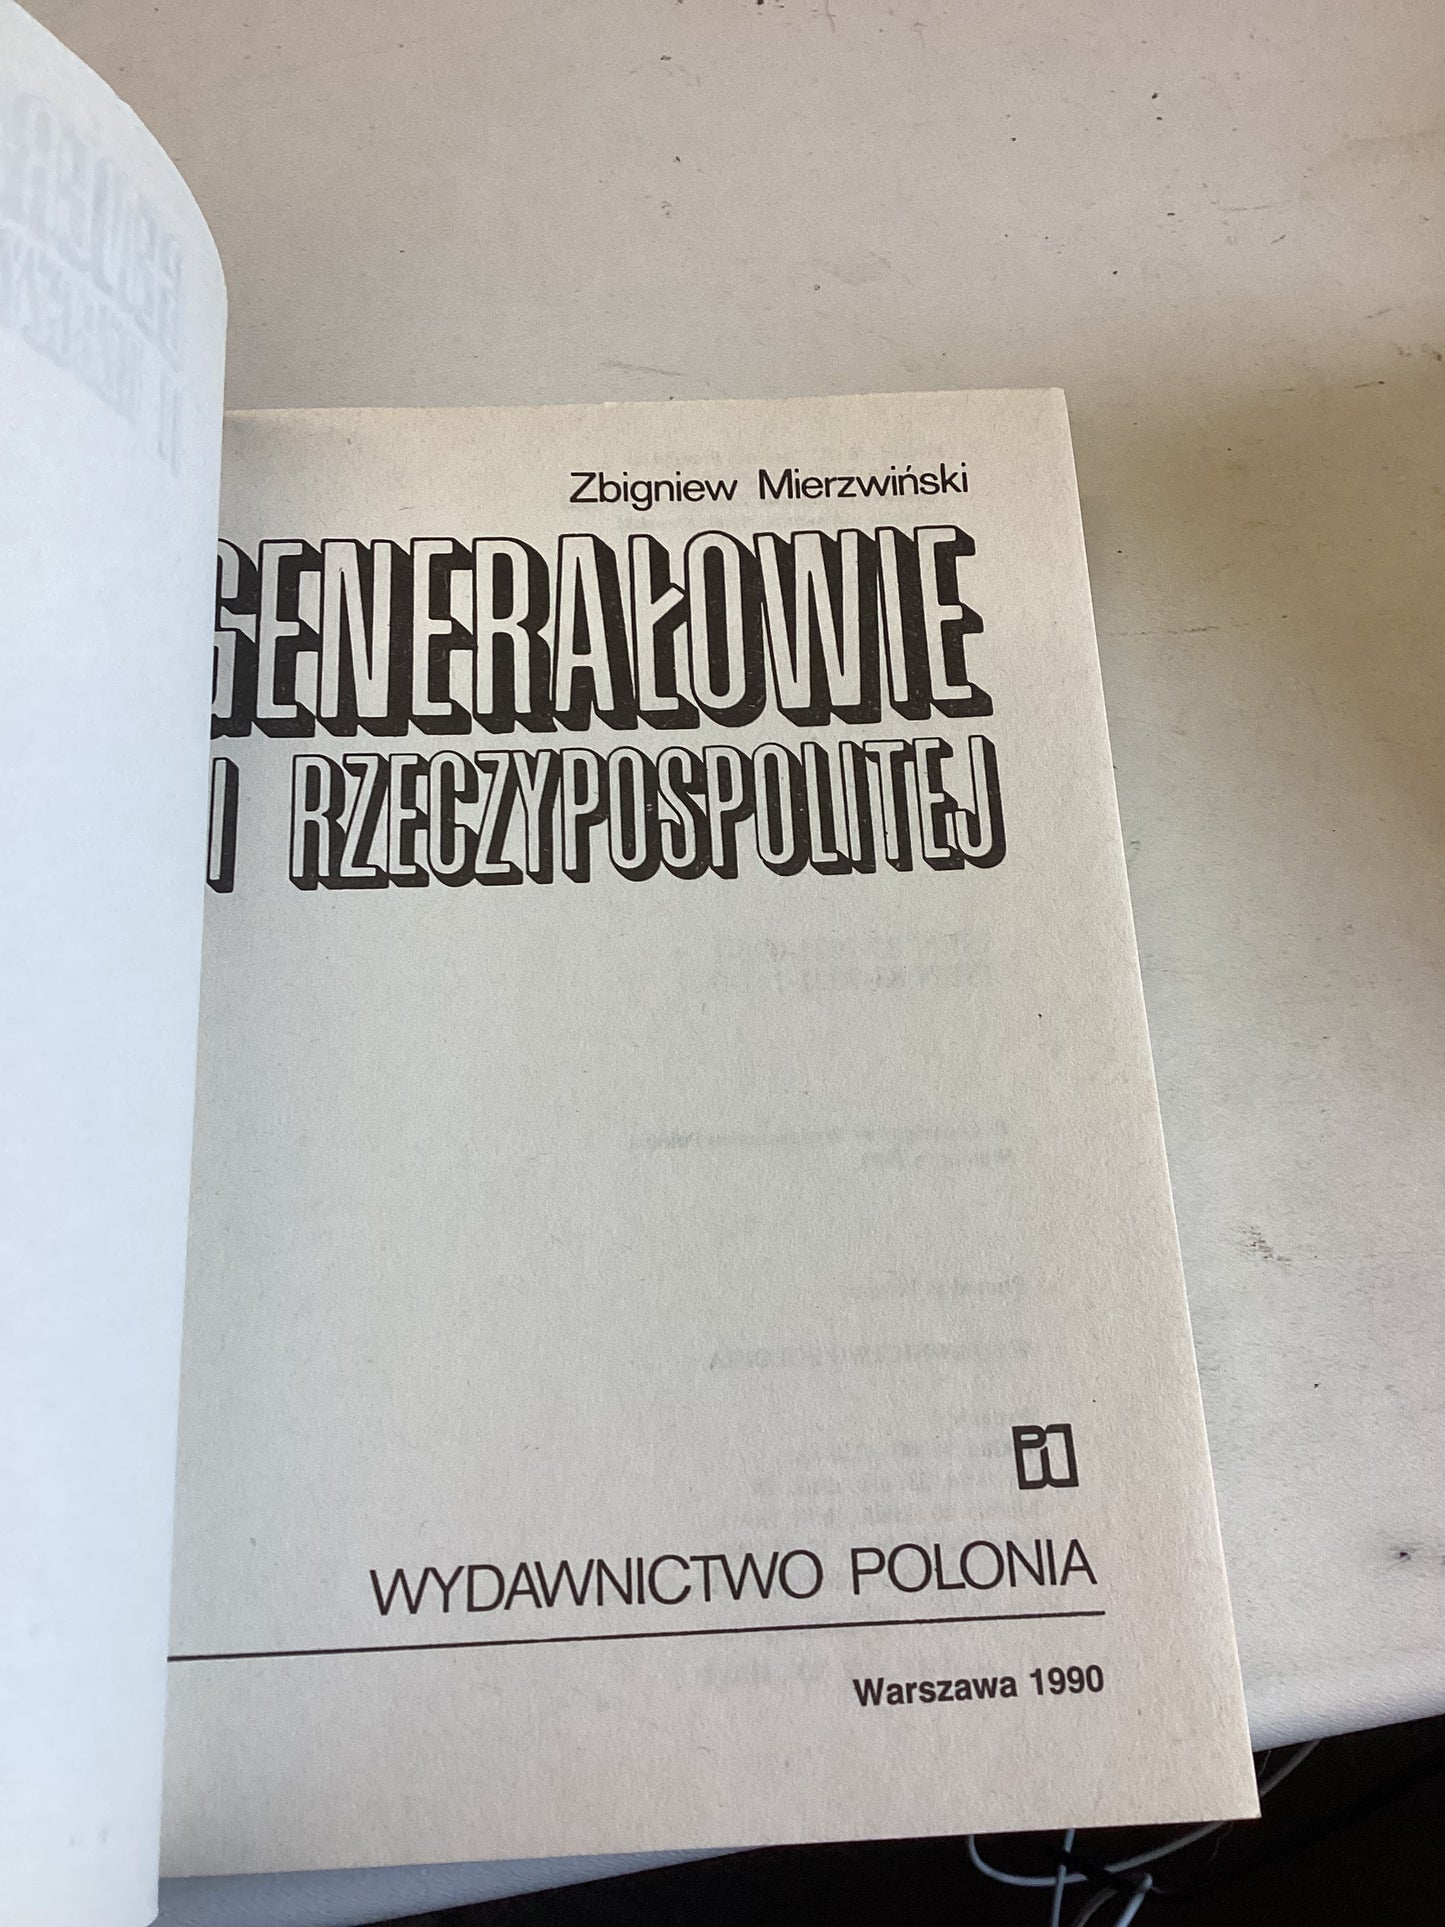 Zbigniew Mierzwiński
GENERAŁOWIE
II RZECZYPOSPOLITEJ
WYDAWNICTWO POLONIA
Warszawa 1990